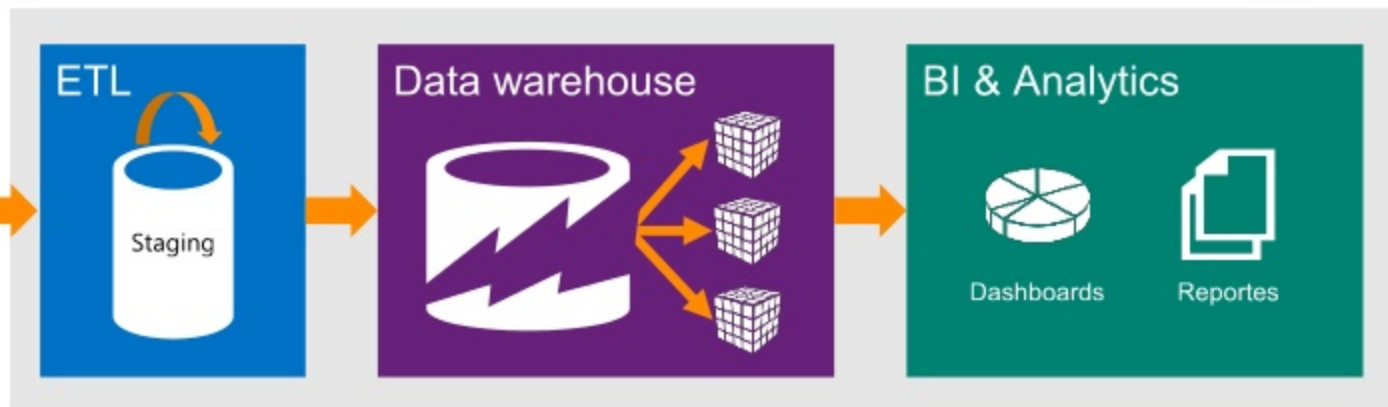 ETL
Staging
Data warehouse
BI & Analytics
Dashboards
Reportes